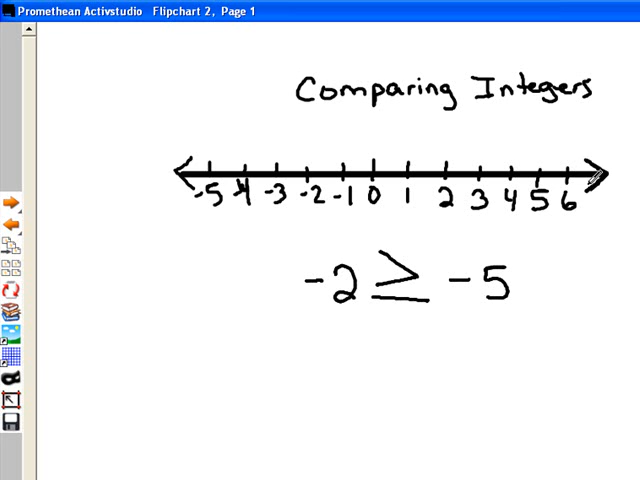 Promethean Activstudio Flipchart 2, Page 1
Comparing Integers
-5 -4 -3 -2 -1 0 1 2 3 4 5 6
-2 ≥ -5